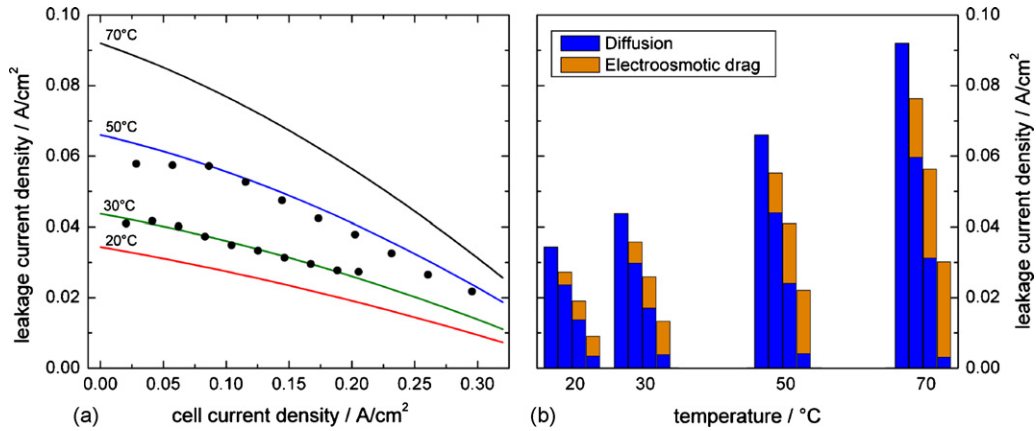 0.10
0.08
0.06
0.04
0.02
0.00
leakage current density / A/cm²
70°C
50°C
30°C
20°C
0.00 0.05 0.10 0.15 0.20 0.25 0.30
(a) cell current density / A/cm²
Diffusion
Electroosmotic drag
20 30 50 70
(b) temperature / °C
0.10
0.08
0.06
0.04
0.02
0.00
leakage current density / A/cm²